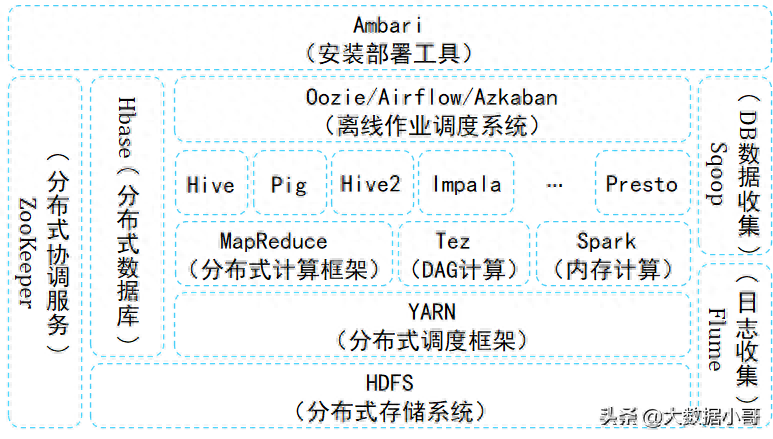 Ambari
（安装部署工具）
ZooKeeper
（分布式协调服务）
Hbase（分布式数据库）
Oozie/Airflow/Azkaban
（离线作业调度系统）
Hive
Pig
Hive2
Impala
…
Presto
MapReduce
（分布式计算框架）
Tez
（DAG计算）
Spark
（内存计算）
YARN
（分布式调度框架）
HDFS
（分布式存储系统）
Sqoop
（DB数据收集）
Flume
（日志收集）
头条 @大数据小哥